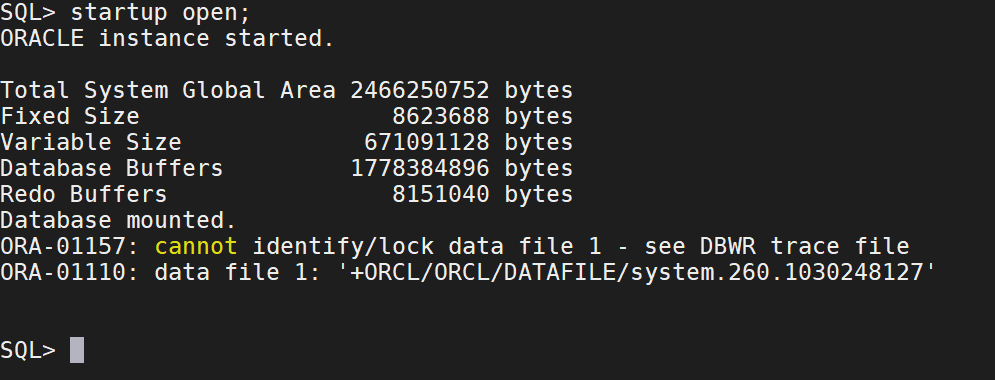 SQL> startup open;
ORACLE instance started.
Total System Global Area 2466250752 bytes
Fixed Size 8623688 bytes
Variable Size 671091128 bytes
Database Buffers 1778384896 bytes
Redo Buffers 8151040 bytes
Database mounted.
ORA-01157: cannot identify/lock data file 1 - see DBWR trace file
ORA-01110: data file 1: '+ORCL/ORCL/DATAFILE/system.260.1030248127'
SQL>